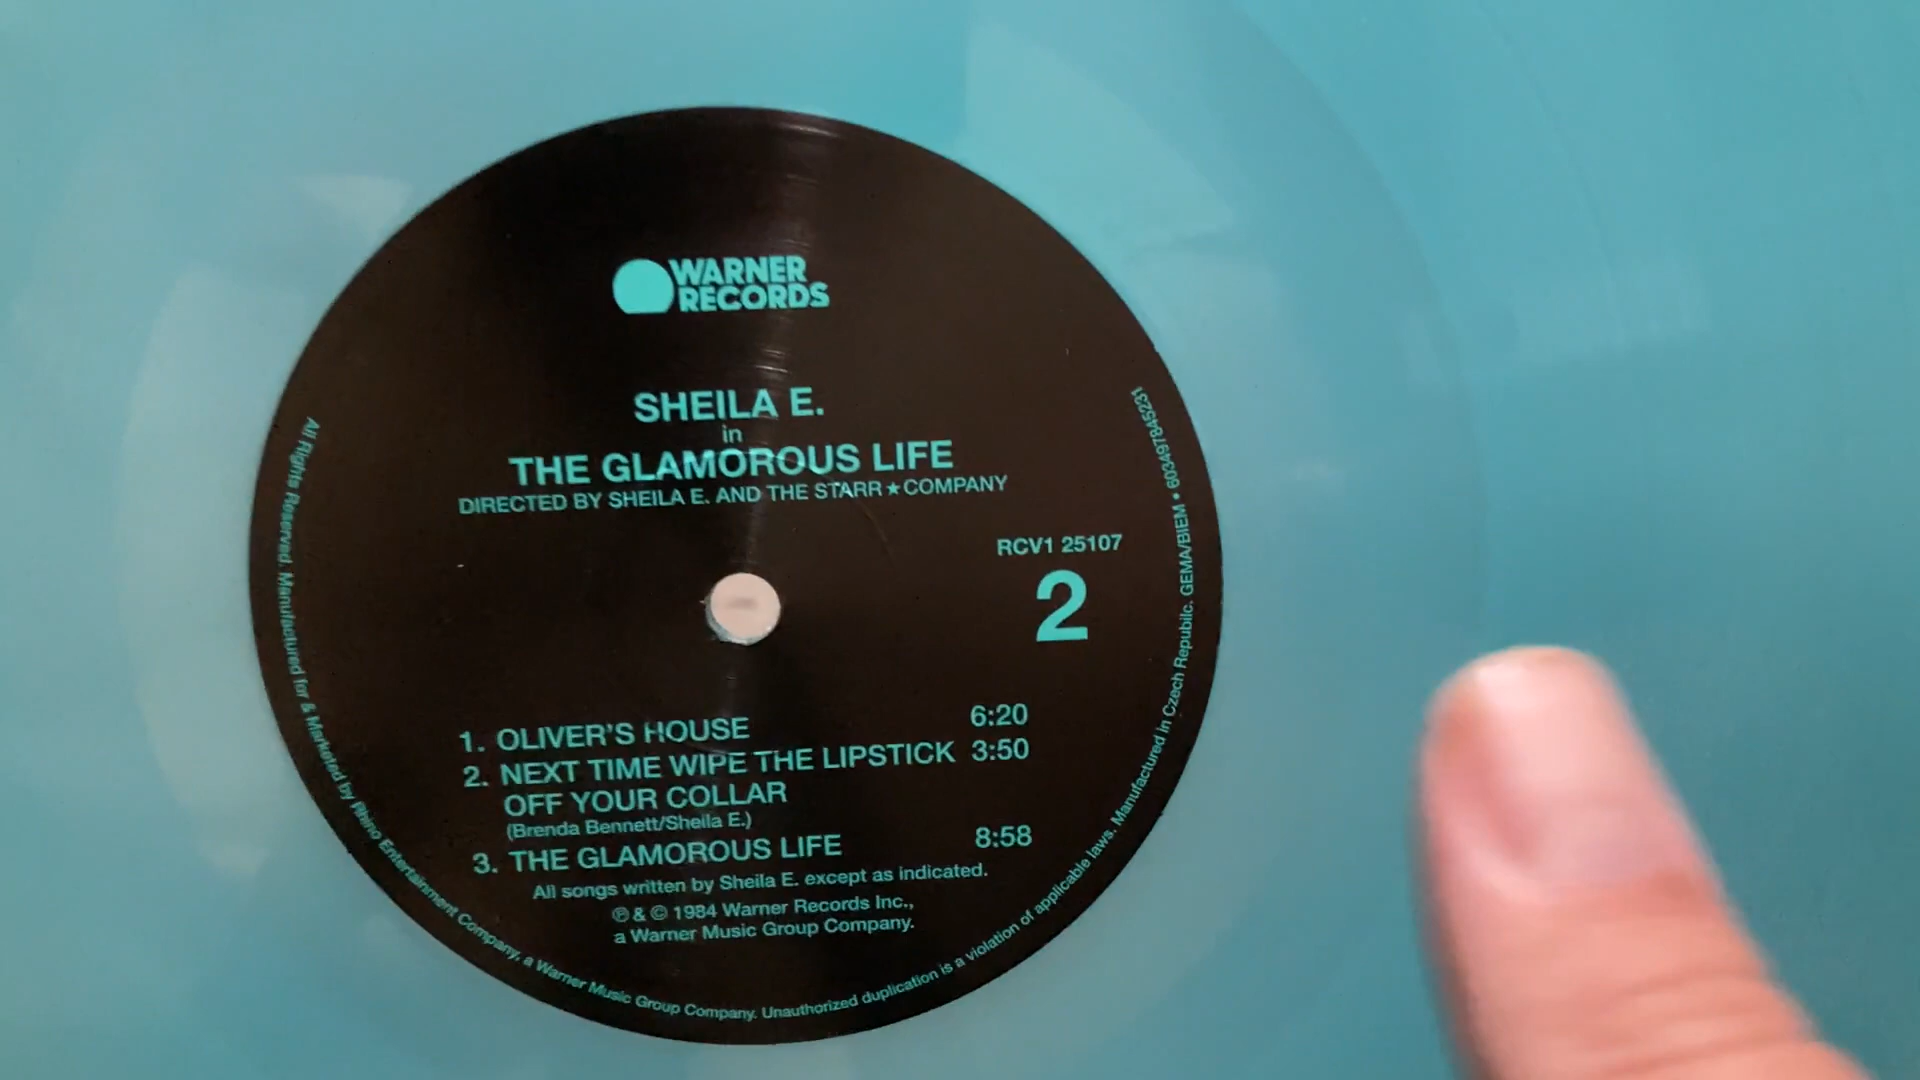 WARNER
RECORDS
SHEILA E.
in
THE GLAMOROUS LIFE
DIRECTED BY SHEILA E. AND THE STARR★COMPANY
RCV1 25107
2
1. OLIVER'S HOUSE 6:20
2. NEXT TIME WIPE THE LIPSTICK 3:50
OFF YOUR COLLAR
(Brenda Bennett/Sheila E.)
3. THE GLAMOROUS LIFE 8:58
All songs written by Sheila E. except as indicated.
℗ & © 1984 Warner Records Inc.,
a Warner Music Group Company.
All Rights Reserved. Manufactured for & Marketed by Rhino Entertainment Company, a Warner Music Group Company. Unauthorized duplication is a violation of applicable laws. Manufactured in Czech Republic. GEMA/BIEM • 603497845231